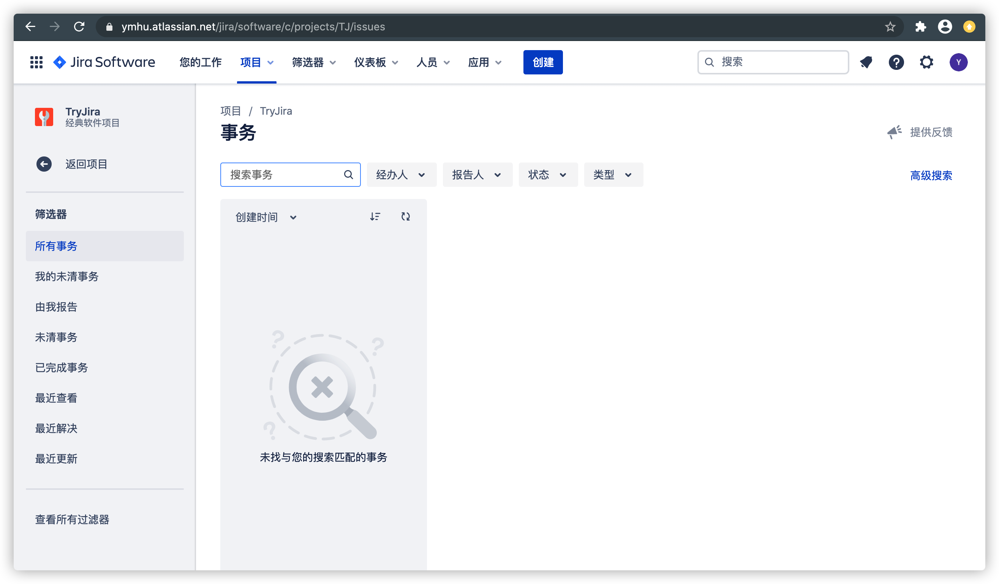 ymhu.atlassian.net/jira/software/c/projects/TJ/issues
Jira Software 您的工作 项目 筛选器 仪表板 人员 应用 创建 搜索 Y
TryJira
经典软件项目
返回项目
筛选器
所有事务
我的未清事务
由我报告
未清事务
已完成事务
最近查看
最近解决
最近更新
查看所有过滤器
项目 / TryJira
事务
提供反馈
搜索事务 经办人 报告人 状态 类型 高级搜索
创建时间
未找与您的搜索匹配的事务